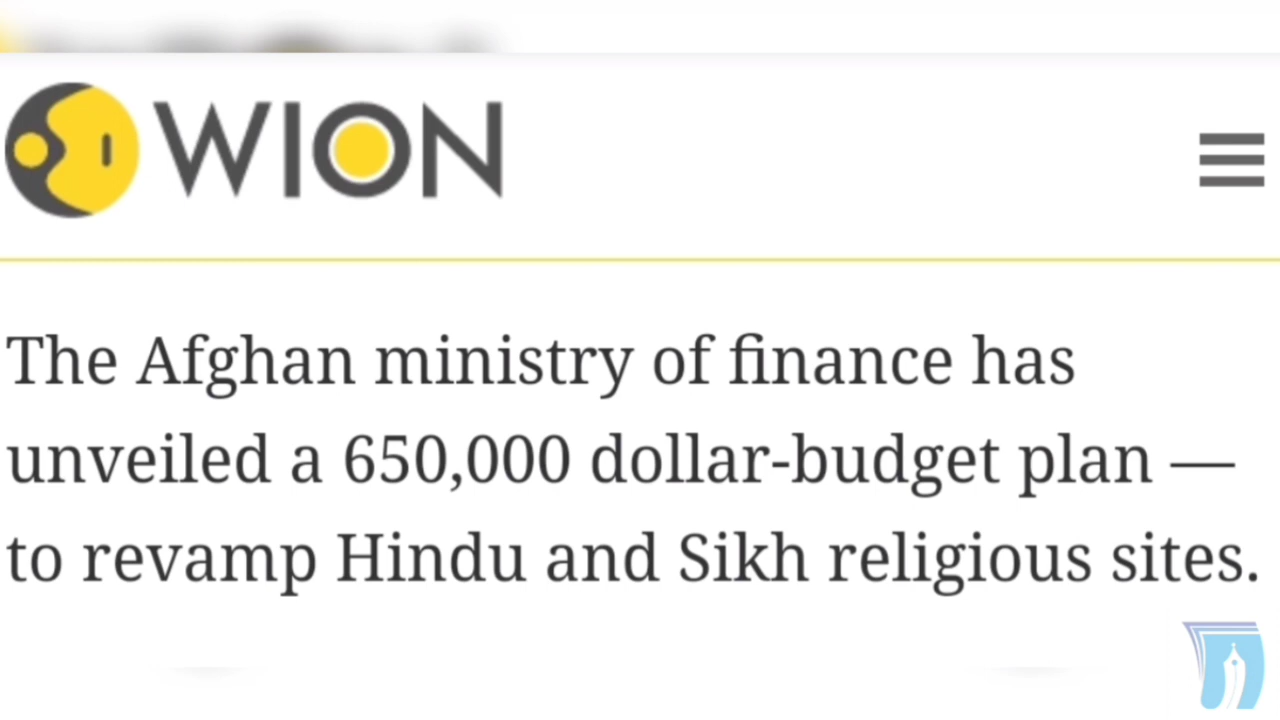 WION
The Afghan ministry of finance has
unveiled a 650,000 dollar-budget plan —
to revamp Hindu and Sikh religious sites.